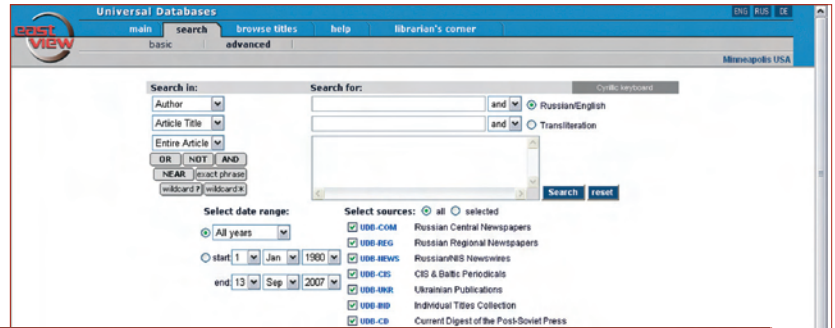 Universal Databases ENG RUS DE
east VIEW
main search browse titles help librarian's corner
basic advanced
Minneapolis USA
Search in: Search for: Cyrillic keyboard
Author and Russian/English
Article Title and Transliteration
Entire Article
OR NOT AND
NEAR exact phrase
wildcard ? wildcard *
Search reset
Select date range: Select sources: all selected
All years UDB-COM Russian Central Newspapers
UDB-REG Russian Regional Newspapers
start: 1 Jan 1980 UDB-NEWS Russian/NIS Newswires
UDB-CIS CIS & Baltic Periodicals
end: 13 Sep 2007 UDB-UKR Ukrainian Publications
UDB-IND Individual Titles Collection
UDB-CD Current Digest of the Post-Soviet Press